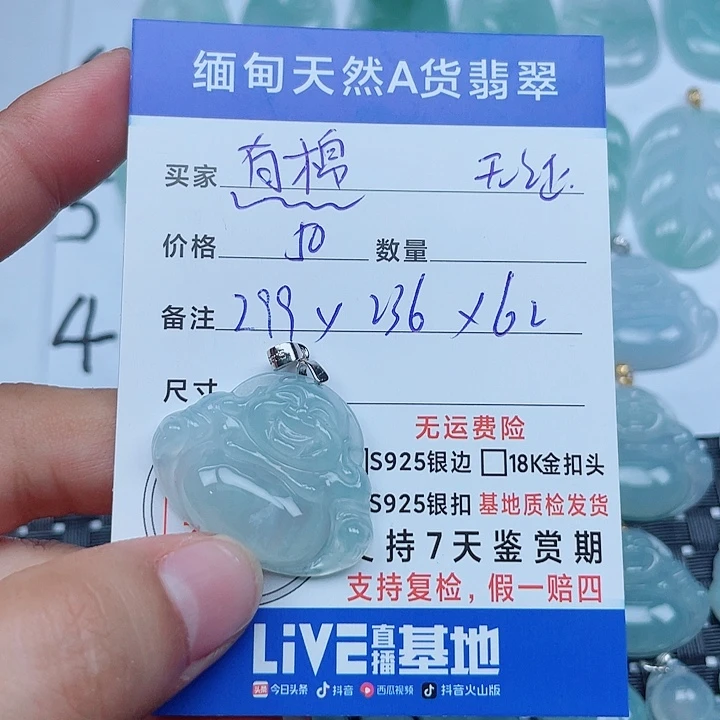 缅甸天然A货翡翠
买家 有棉
价格 50 数量
备注 299 x 236 x 62
尺寸
无运费险
S925银边 □18K金扣头
S925银扣 基地质检发货
持7天鉴赏期
支持复检，假一赔四
LiVE直播基地
头条 今日头条 抖音 西瓜视频 抖音火山版
5
4